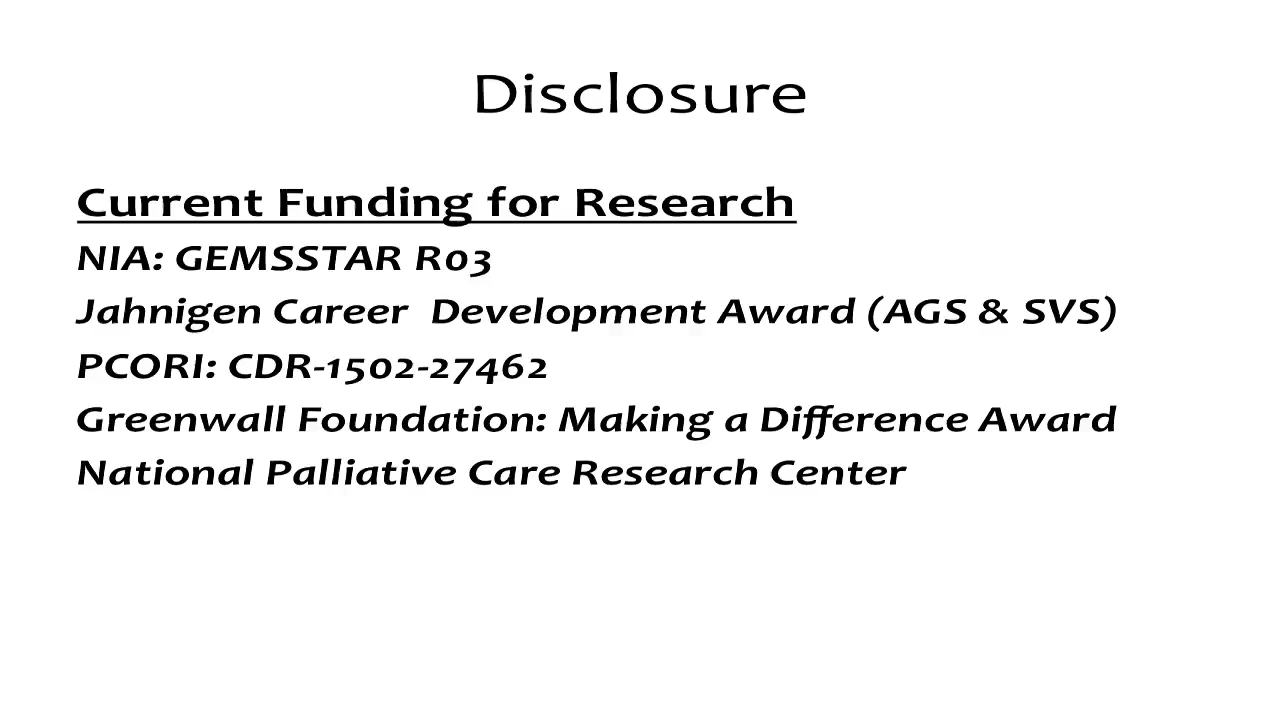 Disclosure
Current Funding for Research
NIA: GEMSSTAR R03
Jahnigen Career  Development Award (AGS & SVS)
PCORI: CDR-1502-27462
Greenwall Foundation: Making a Difference Award
National Palliative Care Research Center